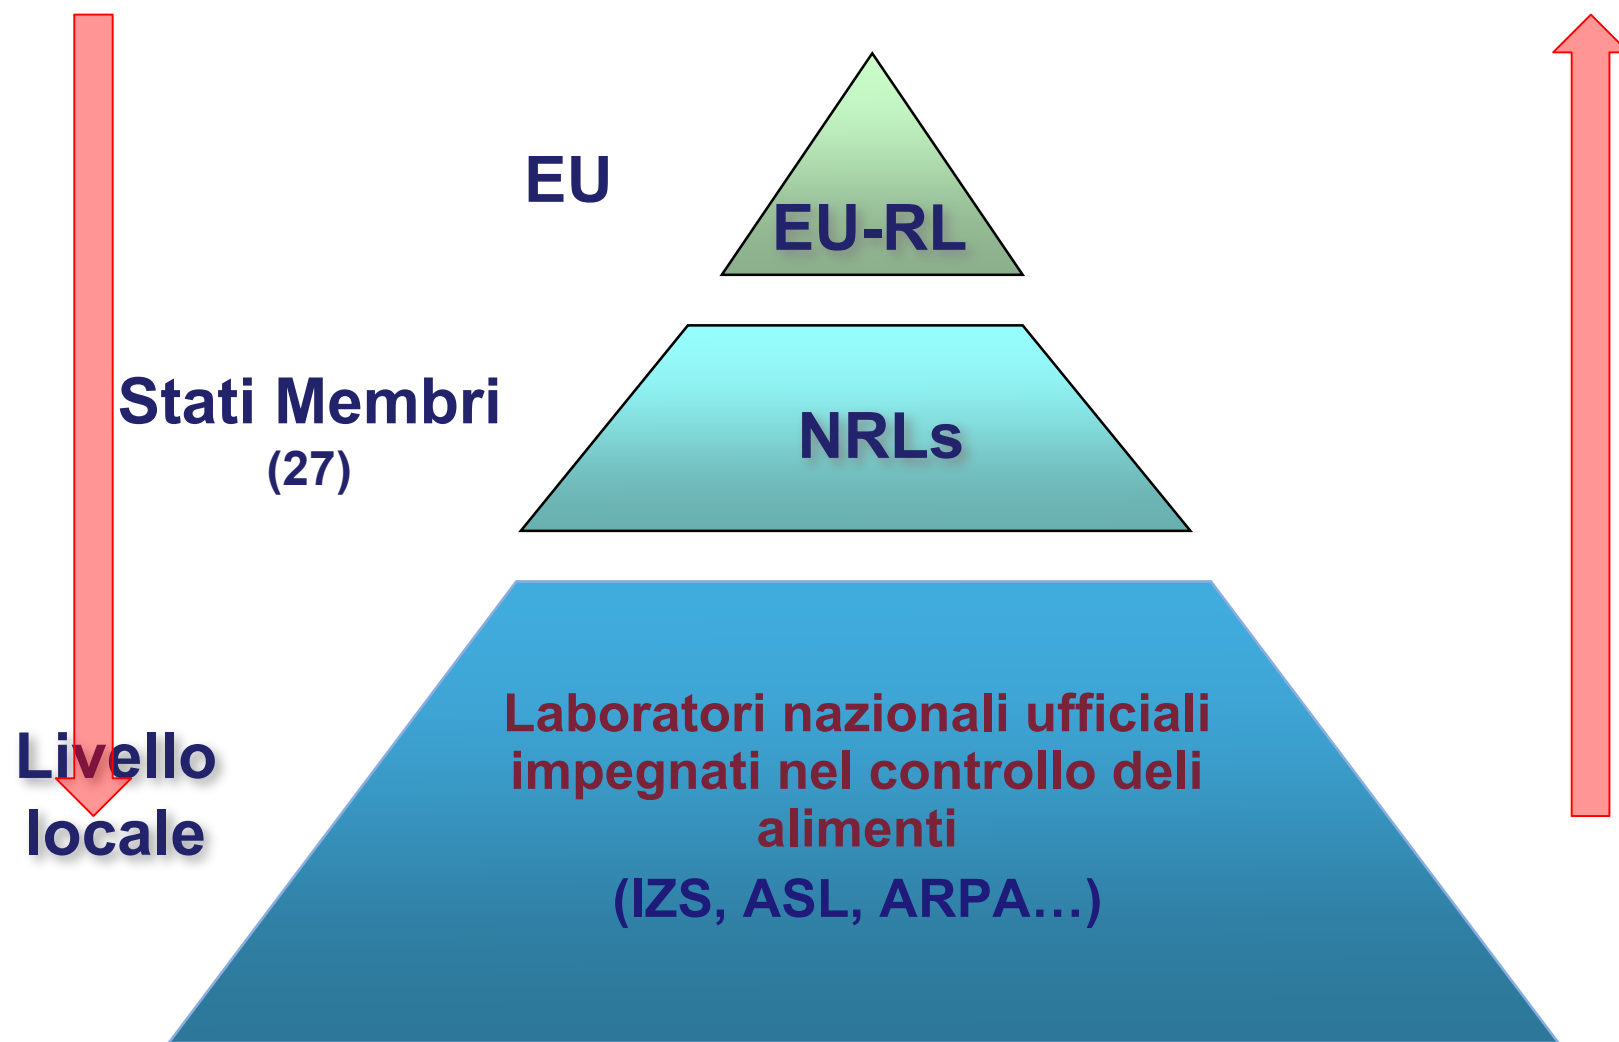 EU
EU-RL
Stati Membri
(27)
NRLs
Livello
locale
Laboratori nazionali ufficiali
impegnati nel controllo deli
alimenti
(IZS, ASL, ARPA…)